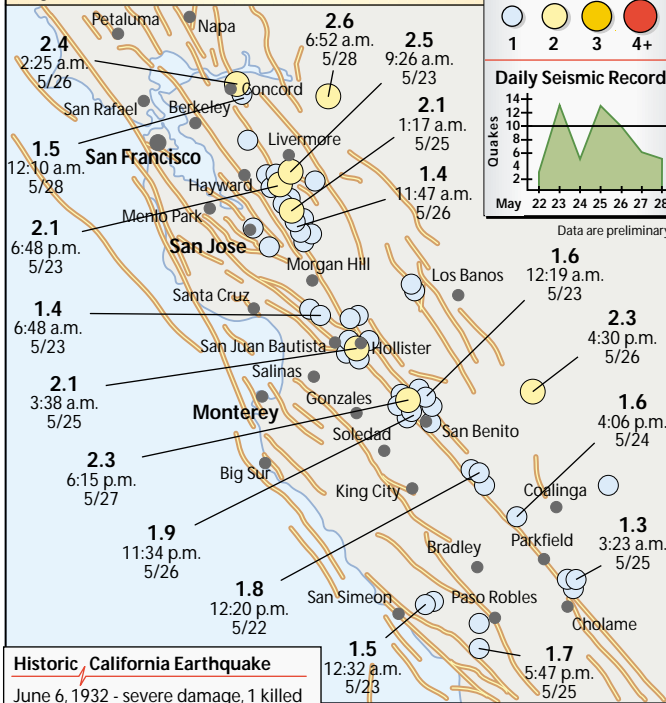 1
2
3
4+
Daily Seismic Record
Quakes
14
12
10
8
6
4
2
May
22
23
24
25
26
27
28
Data are preliminary
Petaluma
Napa
2.4
2:25 a.m.
5/26
2.6
6:52 a.m.
5/28
2.5
9:26 a.m.
5/23
Concord
San Rafael
Berkeley
2.1
1:17 a.m.
5/25
1.5
12:10 a.m.
5/28
San Francisco
Livermore
Hayward
1.4
11:47 a.m.
5/26
Menlo Park
2.1
6:48 p.m.
5/23
San Jose
Morgan Hill
Los Banos
1.6
12:19 a.m.
5/23
Santa Cruz
1.4
6:48 a.m.
5/23
San Juan Bautista
Hollister
2.3
4:30 p.m.
5/26
Salinas
2.1
3:38 a.m.
5/25
Gonzales
Monterey
1.6
4:06 p.m.
5/24
Soledad
San Benito
2.3
6:15 p.m.
5/27
Big Sur
King City
Coalinga
1.9
11:34 p.m.
5/26
Bradley
Parkfield
1.3
3:23 a.m.
5/25
1.8
12:20 p.m.
5/22
San Simeon
Paso Robles
Cholame
1.5
12:32 a.m.
5/23
1.7
5:47 p.m.
5/25
Historic California Earthquake
June 6, 1932 - severe damage, 1 killed